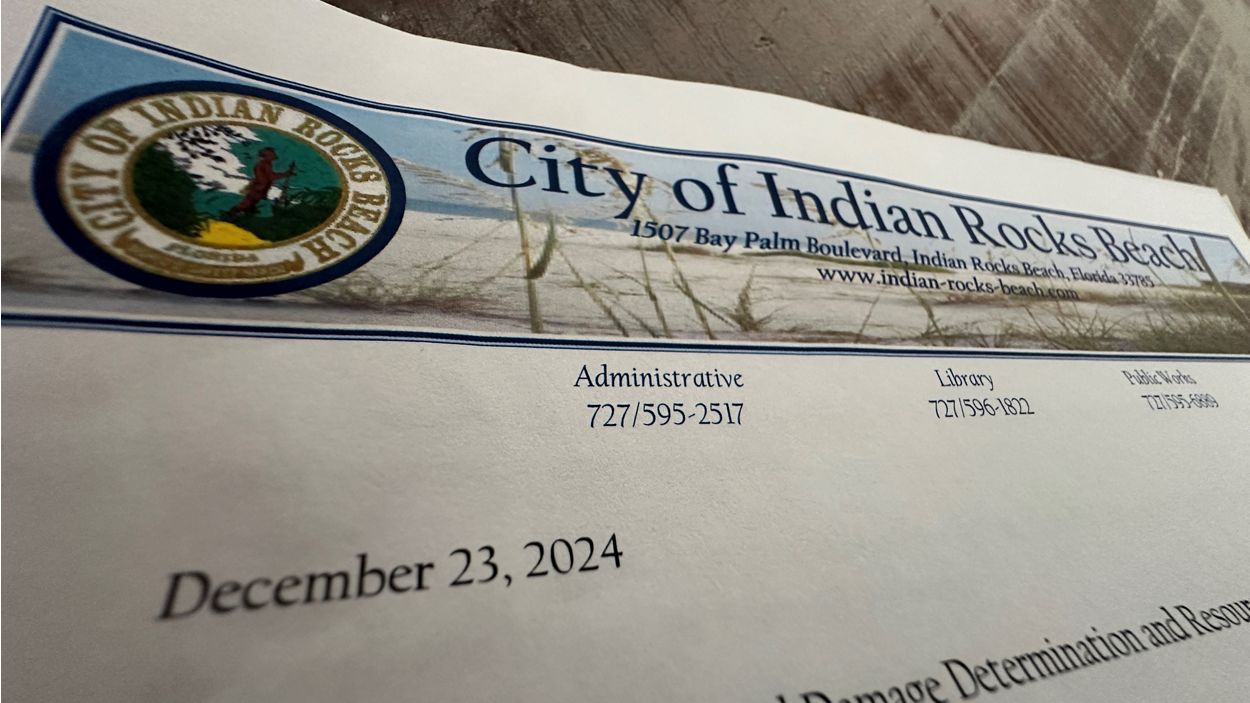 CITY OF INDIAN ROCKS BEACH
FLORIDA
City of Indian Rocks Beach
1507 Bay Palm Boulevard, Indian Rocks Beach, Florida 33785
www.indian-rocks-beach.com
Administrative Library Public Works
727/595-2517 727/596-1822 727/595-6889
December 23, 2024
Damage Determination and